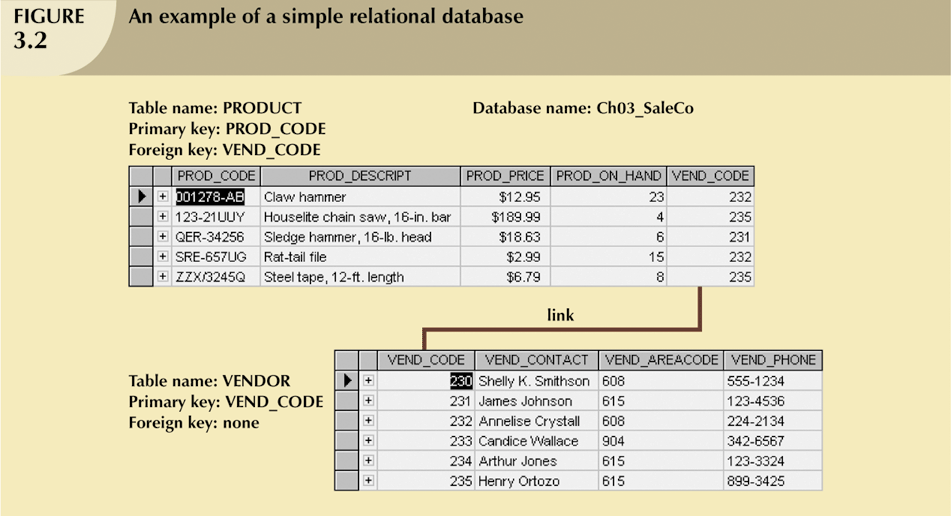 FIGURE
3.2
An example of a simple relational database
Table name: PRODUCT
Database name: Ch03_SaleCo
Primary key: PROD_CODE
Foreign key: VEND_CODE
PROD_CODE PROD_DESCRIPT PROD_PRICE PROD_ON_HAND VEND_CODE
001278-AB Claw hammer $12.95 23 232
123-21UUY Houselite chain saw, 16-in. bar $189.99 4 235
QER-34256 Sledge hammer, 16-lb. head $18.63 6 231
SRE-657UG Rat-tail file $2.99 15 232
ZZX/3245Q Steel tape, 12-ft. length $6.79 8 235
link
VEND_CODE VEND_CONTACT VEND_AREACODE VEND_PHONE
Table name: VENDOR
Primary key: VEND_CODE
Foreign key: none
230 Shelly K. Smithson 608 555-1234
231 James Johnson 615 123-4536
232 Annelise Crystall 608 224-2134
233 Candice Wallace 904 342-6567
234 Arthur Jones 615 123-3324
235 Henry Ortozo 615 899-3425